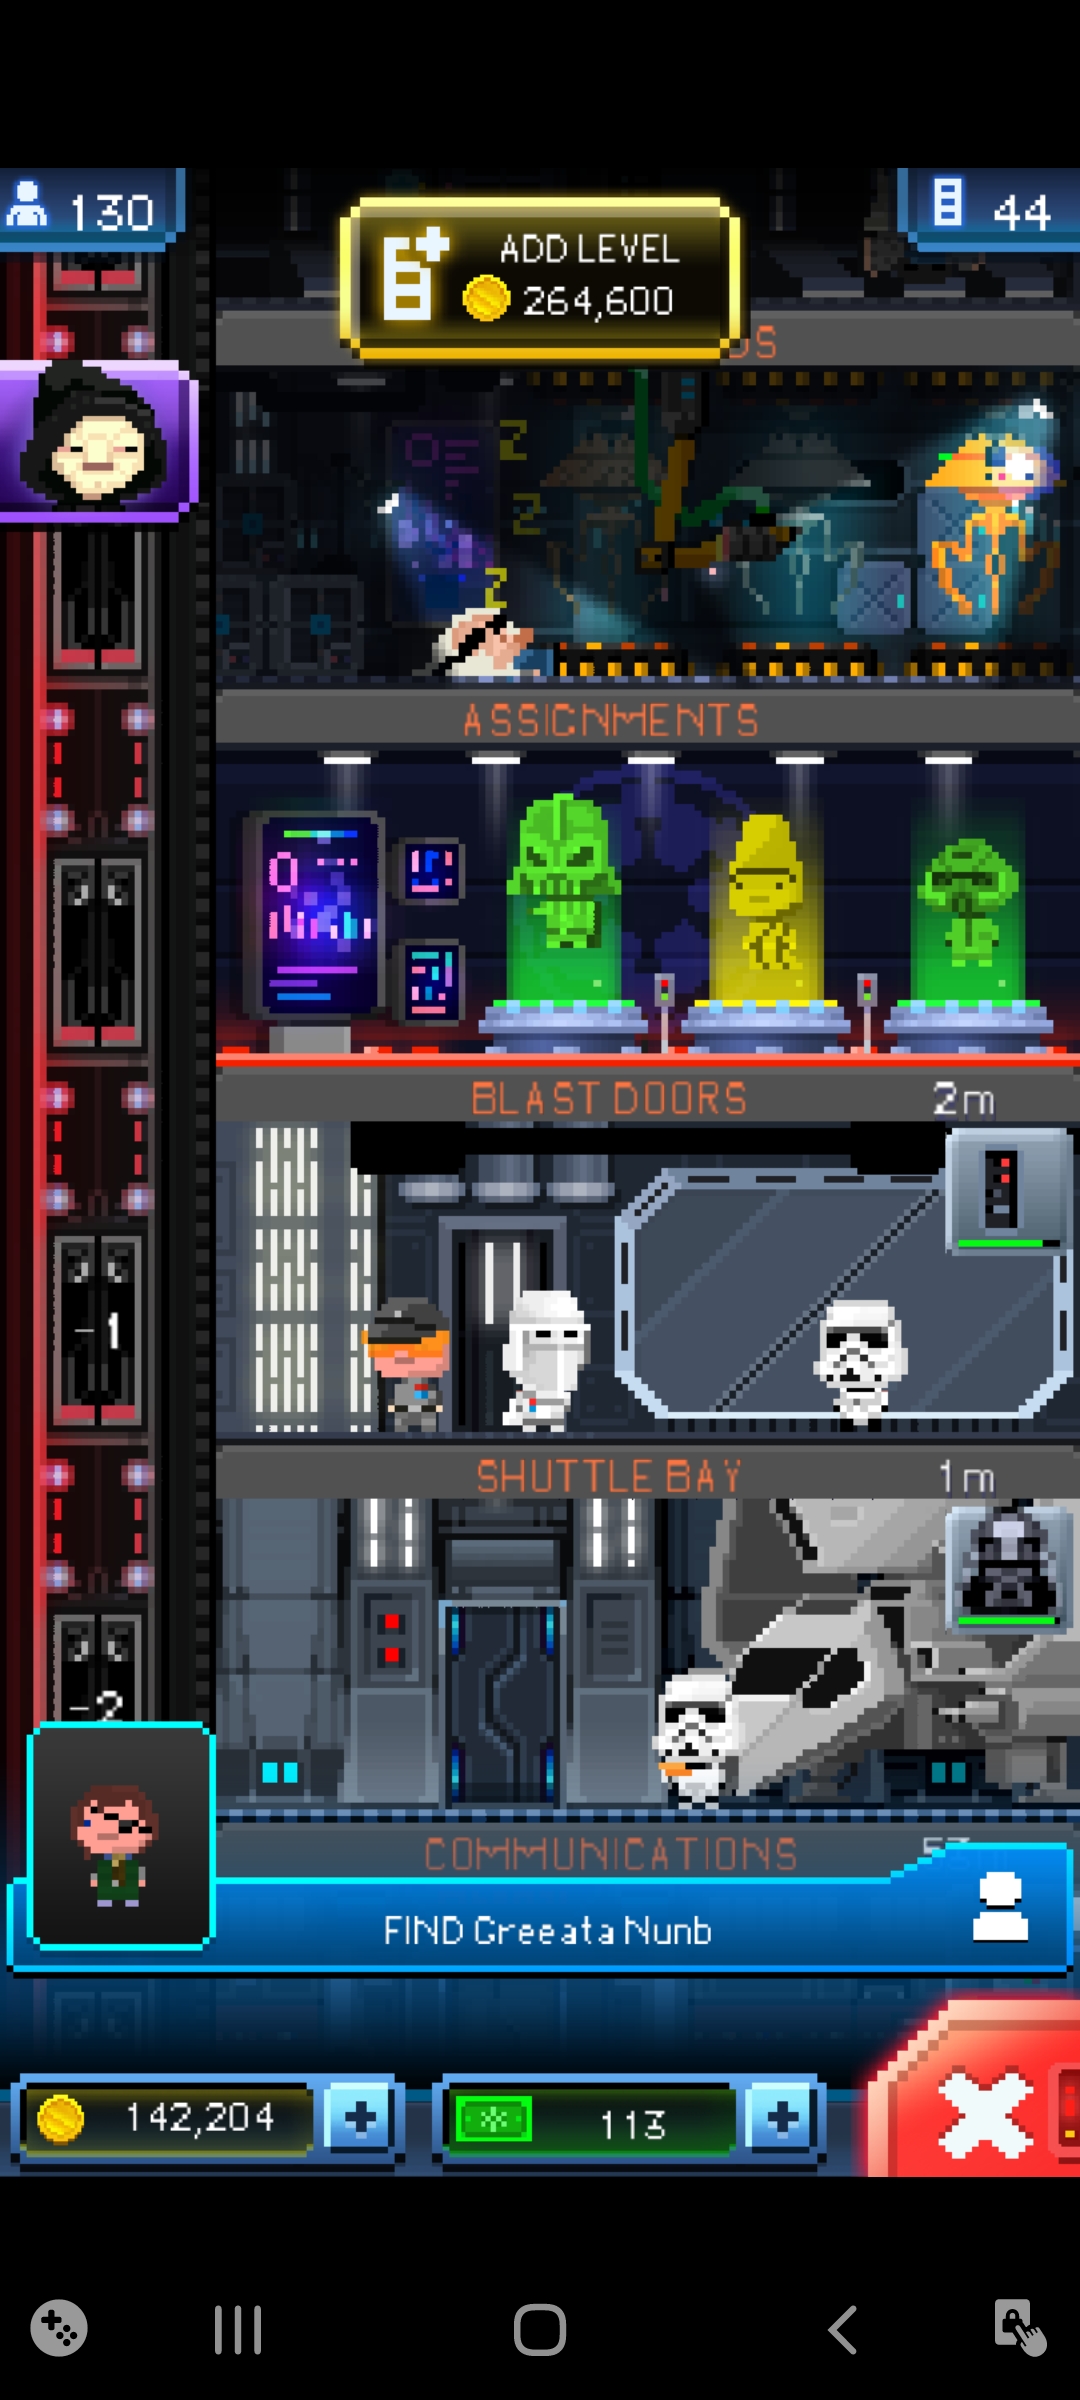 130
ADD LEVEL
264,600
44
DS
Z
Z
Z
ASSIGNMENTS
BLAST DOORS 2m
-1
SHUTTLE BAY 1m
-2
COMMUNICATIONS
FIND Greeata Nunb
142,204
113